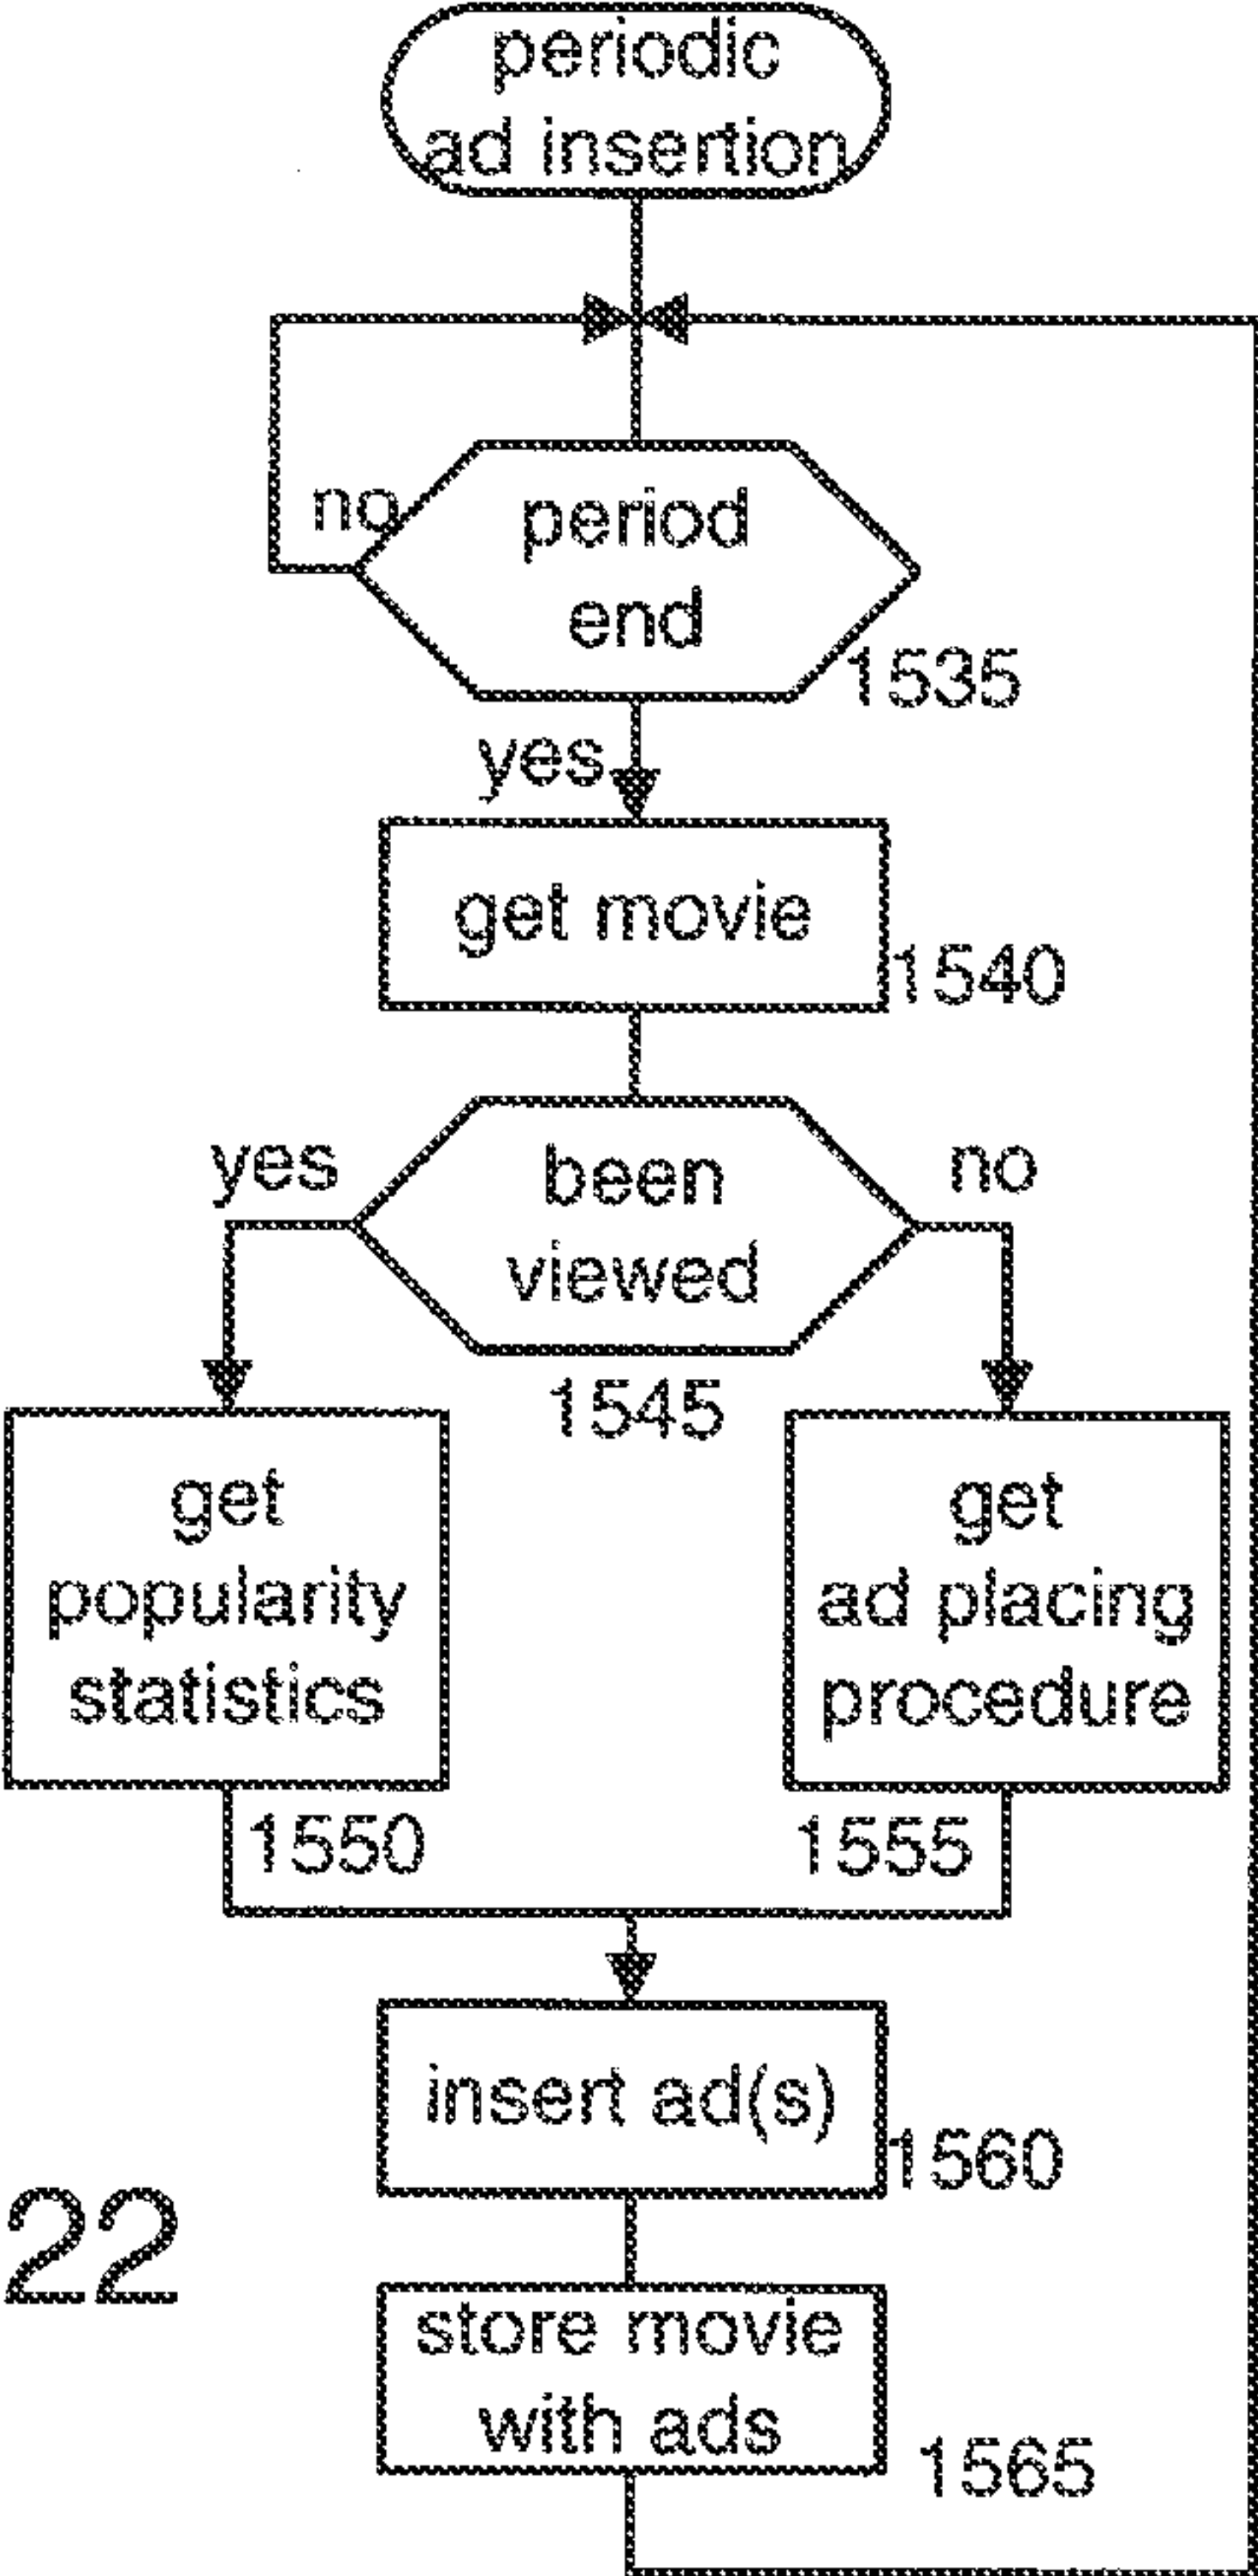 periodic
ad insertion
no
period
end
1535
yes
get movie
1540
yes
been
viewed
no
1545
get
popularity
statistics
get
ad placing
procedure
1550
1555
insert ad(s)
1560
22
store movie
with ads
1565